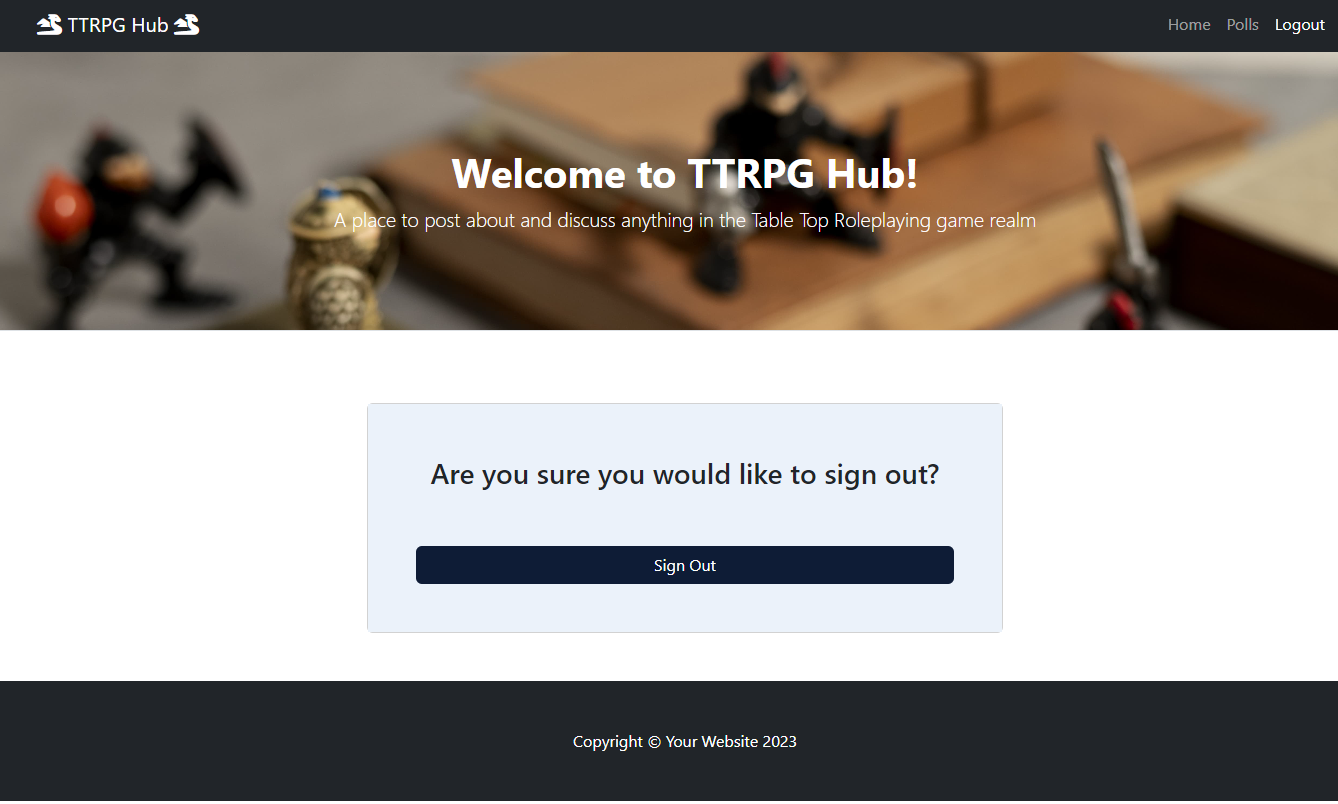 TTRPG Hub
Home Polls Logout
Welcome to TTRPG Hub!
A place to post about and discuss anything in the Table Top Roleplaying game realm
Are you sure you would like to sign out?
Sign Out
Copyright © Your Website 2023